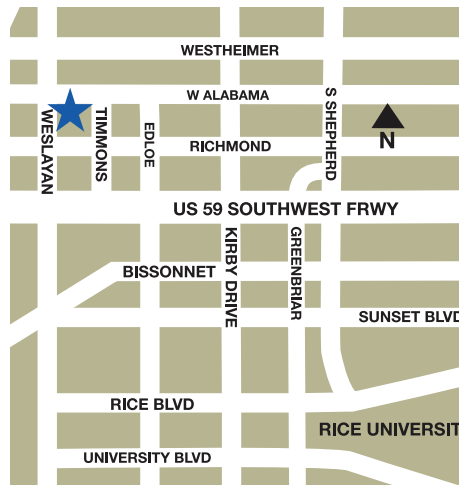 WESTHEIMER
W ALABAMA
S SHEPHERD
WESLAYAN
TIMMONS
EDLOE
RICHMOND
N
US 59 SOUTHWEST FRWY
KIRBY DRIVE
GREENBRIAR
BISSONNET
SUNSET BLVD
RICE BLVD
RICE UNIVERSIT
UNIVERSITY BLVD